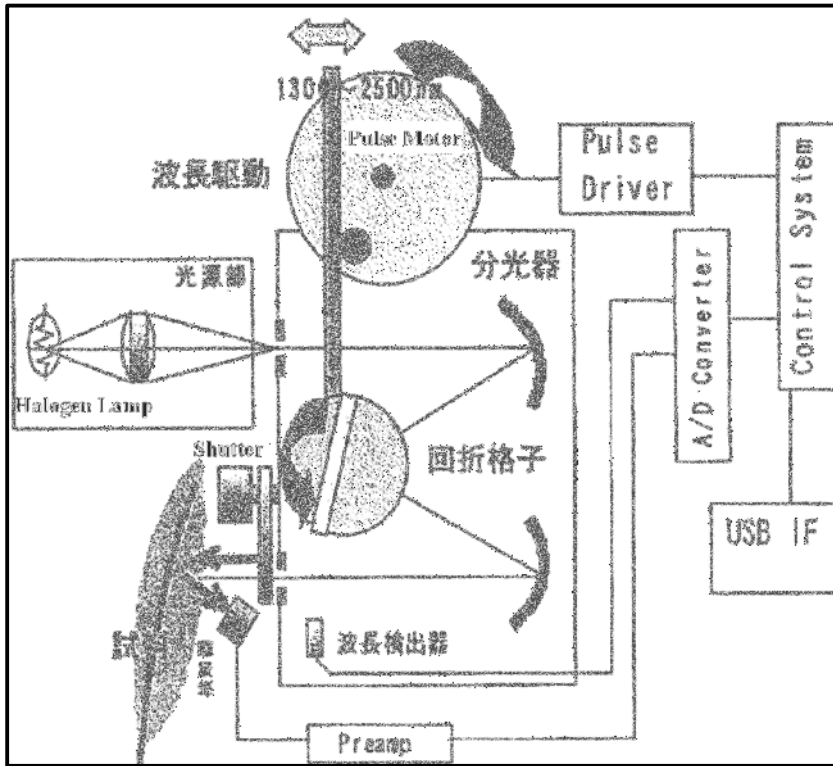 1300~2500nm
Pulse Motor
波長駆動
Pulse
Driver
Control System
分光器
A/D Converter
光源部
Halogen Lamp
Shutter
回折格子
USB IF
波長検出器
Preamp